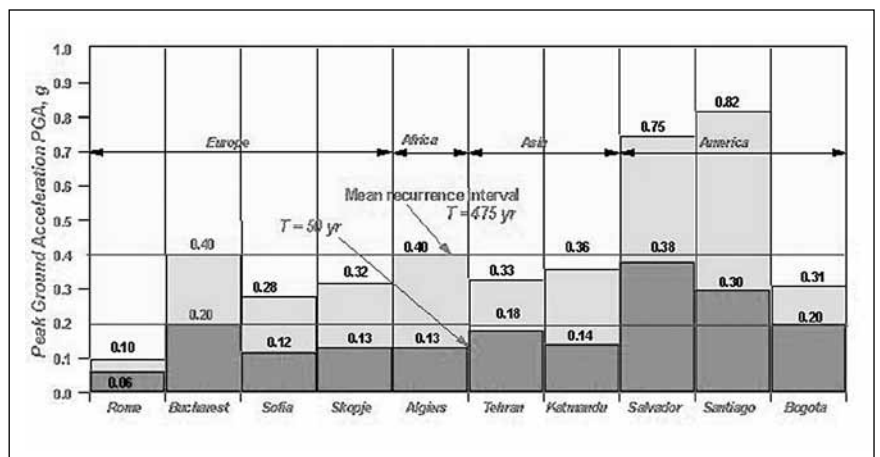 Peak Ground Acceleration PGA, g
1.0
0.9
0.8
0.7
0.6
0.5
0.4
0.3
0.2
0.1
0.0
Europe
Africa
Asia
America
Mean recurrence interval
T = 475 yr
T = 50 yr
0.10
0.06
0.40
0.20
0.28
0.12
0.32
0.13
0.40
0.13
0.33
0.18
0.36
0.14
0.75
0.38
0.82
0.30
0.31
0.20
Rome
Bucharest
Sofia
Skopje
Algiers
Tehran
Katmandu
Salvador
Santiago
Bogota